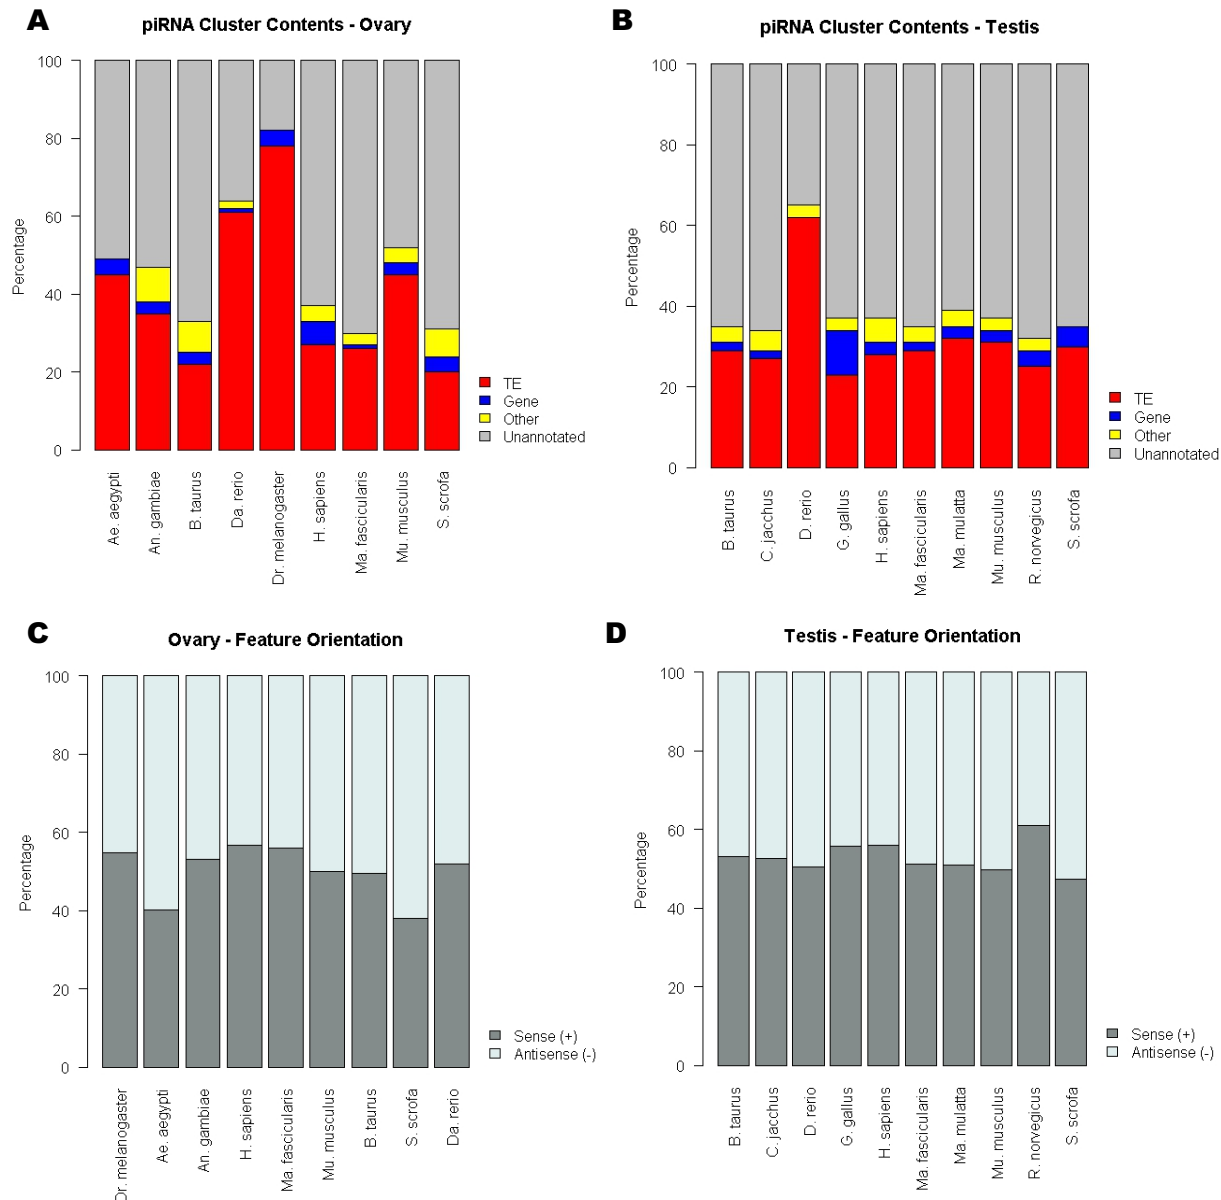 A
piRNA Cluster Contents - Ovary
Percentage
100
80
60
40
20
0
Ae. aegypti
An. gambiae
B. taurus
Da. rerio
Dr. melanogaster
H. sapiens
Ma. fascicularis
Mu. musculus
S. scrofa
TE
Gene
Other
Unannotated
B
piRNA Cluster Contents - Testis
Percentage
100
80
60
40
20
0
B. taurus
C. jacchus
D. rerio
G. gallus
H. sapiens
Ma. fascicularis
Ma. mulatta
Mu. musculus
R. norvegicus
S. scrofa
TE
Gene
Other
Unannotated
C
Ovary - Feature Orientation
Percentage
100
80
60
40
20
0
Dr. melanogaster
Ae. aegypti
An. gambiae
H. sapiens
Ma. fascicularis
Mu. musculus
B. taurus
S. scrofa
Da. rerio
Sense (+)
Antisense (-)
D
Testis - Feature Orientation
Percentage
100
80
60
40
20
0
B. taurus
C. jacchus
D. rerio
G. gallus
H. sapiens
Ma. fascicularis
Ma. mulatta
Mu. musculus
R. norvegicus
S. scrofa
Sense (+)
Antisense (-)